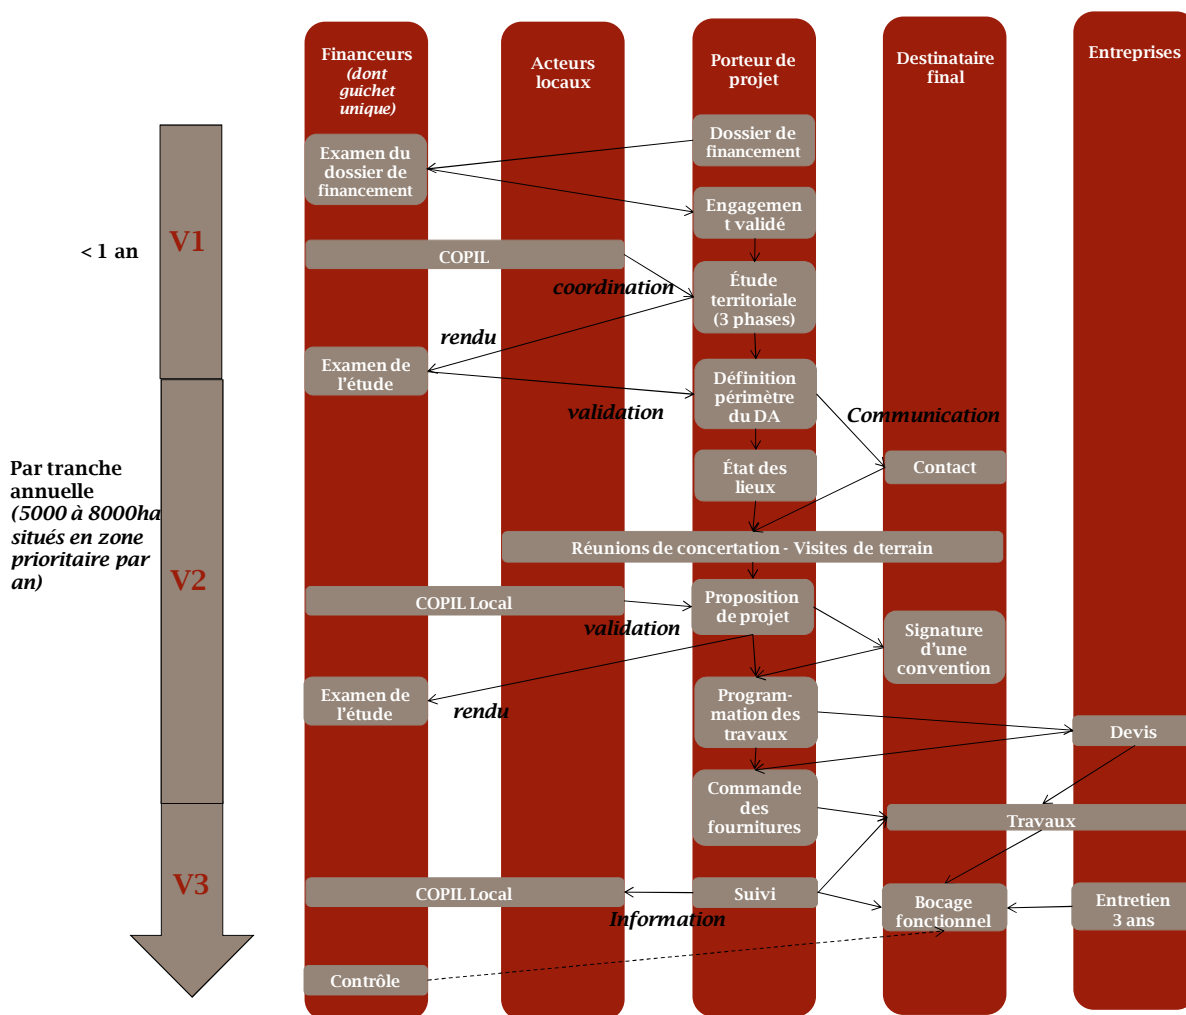 Financeurs
(dont
guichet
unique)
Acteurs
locaux
Porteur de
projet
Destinataire
final
Entreprises
Dossier de
financement
Examen du
dossier de
financement
Engagemen
t validé
V1
< 1 an
COPIL
coordination
Étude
territoriale
(3 phases)
rendu
Examen de
l'étude
Définition
périmètre
du DA
validation
Communication
Par tranche
annuelle
(5000 à 8000ha
situés en zone
prioritaire par
an)
État des
lieux
Contact
Réunions de concertation - Visites de terrain
V2
COPIL Local
validation
Proposition
de projet
Signature
d'une
convention
Examen de
l'étude
rendu
Program-
mation des
travaux
Devis
Commande
des
fournitures
Travaux
V3
COPIL Local
Information
Suivi
Bocage
fonctionnel
Entretien
3 ans
Contrôle